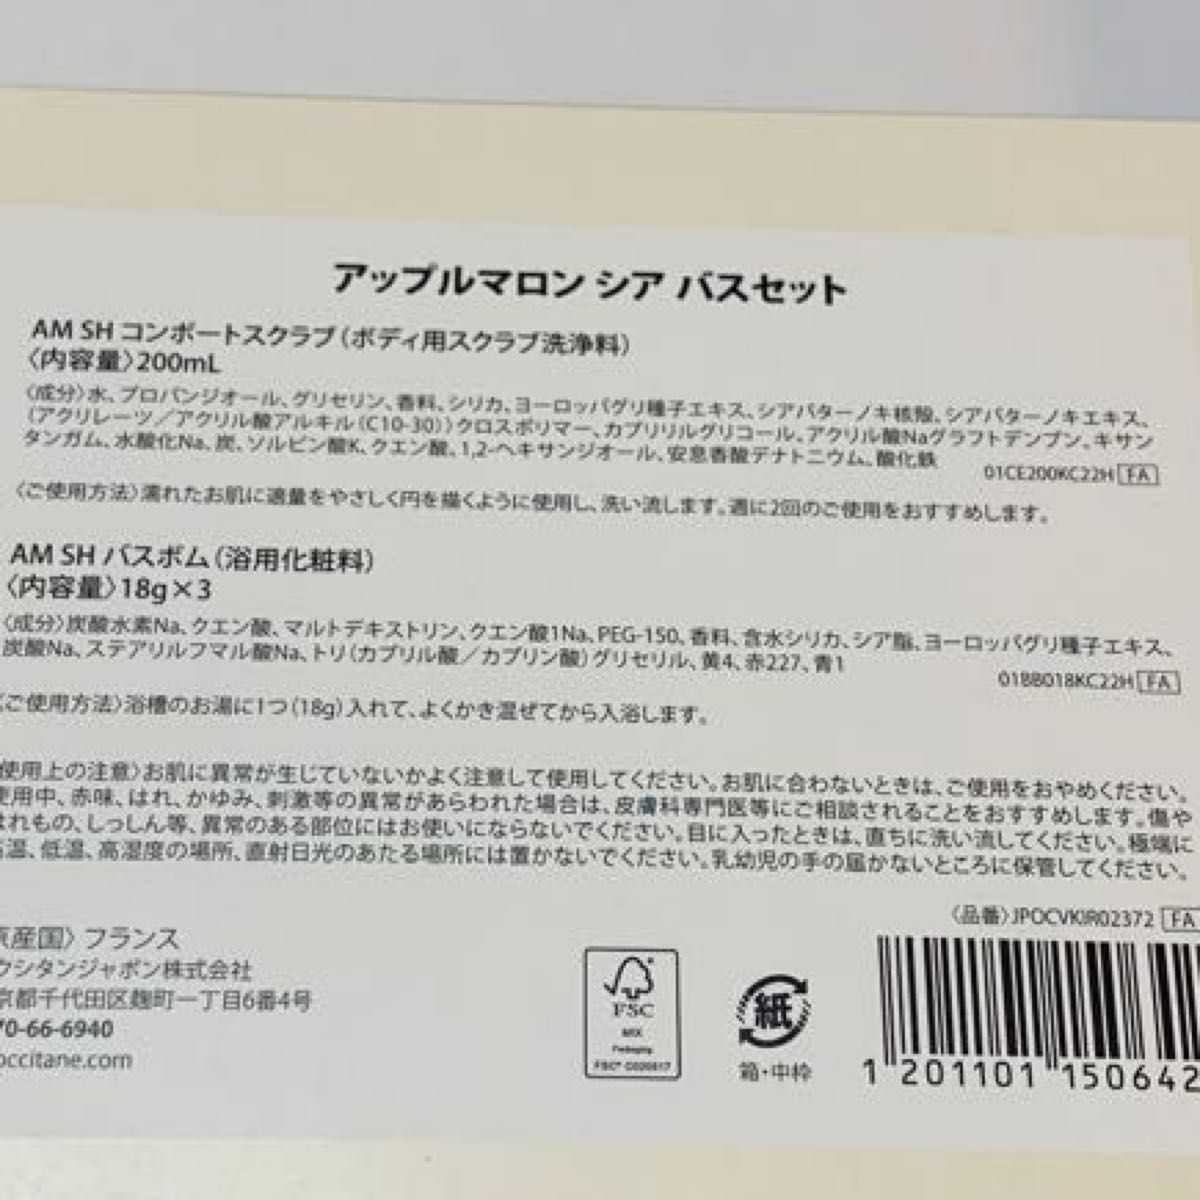 アップルマロン シア バスセット
AM SH コンポートスクラブ（ボディ用スクラブ洗浄料）
〈内容量〉200mL
〈成分〉水、プロパンジオール、グリセリン、香料、シリカ、ヨーロッパグリ種子エキス、シアバターノキ核殻、シアバターノキエキス、
（アクリレーツ／アクリル酸アルキル（C10-30））クロスポリマー、カプリリルグリコール、アクリル酸Naグラフトデンプン、キサン
タンガム、水酸化Na、炭、ソルビン酸K、クエン酸、1,2-ヘキサンジオール、安息香酸デナトニウム、酸化鉄
01CE200KC22H FA
〈ご使用方法〉濡れたお肌に適量をやさしく円を描くように使用し、洗い流します。週に2回のご使用をおすすめします。
AM SH バスボム（浴用化粧料）
〈内容量〉18g×3
〈成分〉炭酸水素Na、クエン酸、マルトデキストリン、クエン酸1Na、PEG-150、香料、含水シリカ、シア脂、ヨーロッパグリ種子エキス、
炭酸Na、ステアリルフマル酸Na、トリ（カプリル酸／カプリン酸）グリセリル、黄4、赤227、青1
01BB018KC22H FA
〈ご使用方法〉浴槽のお湯に1つ（18g）入れて、よくかき混ぜてから入浴します。
使用上の注意〉お肌に異常が生じていないかよく注意して使用してください。お肌に合わないときは、ご使用をおやめください。
使用中、赤味、はれ、かゆみ、刺激等の異常があらわれた場合は、皮膚科専門医等にご相談されることをおすすめします。傷や
はれもの、しっしん等、異常のある部位にはお使いにならないでください。目に入ったときは、直ちに洗い流してください。極端に
高温、低温、高湿度の場所、直射日光のあたる場所には置かないでください。乳幼児の手の届かないところに保管してください。
〈品番〉JPOCVKIR02372 FA
原産国〉フランス
クシタンジャポン株式会社
京都千代田区麹町一丁目6番4号
70-66-6940
occitane.com
FSC
MIX
Packaging
FSC® C020517
紙
箱・中枠
1 201101 150642